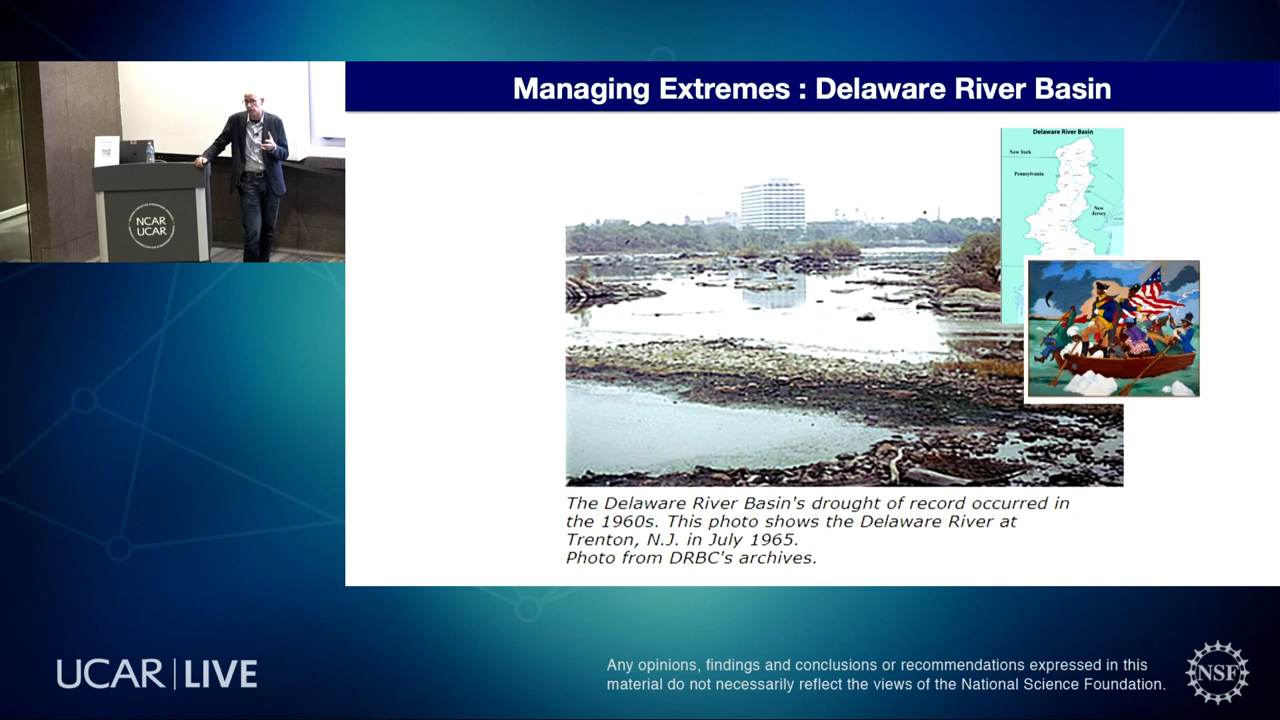 Managing Extremes : Delaware River Basin
Delaware River Basin
New York
Pennsylvania
New
Jersey
NCAR
UCAR
The Delaware River Basin's drought of record occurred in
the 1960s. This photo shows the Delaware River at
Trenton, N.J. in July 1965.
Photo from DRBC's archives.
UCAR | LIVE
Any opinions, findings and conclusions or recommendations expressed in this
material do not necessarily reflect the views of the National Science Foundation.
NSF